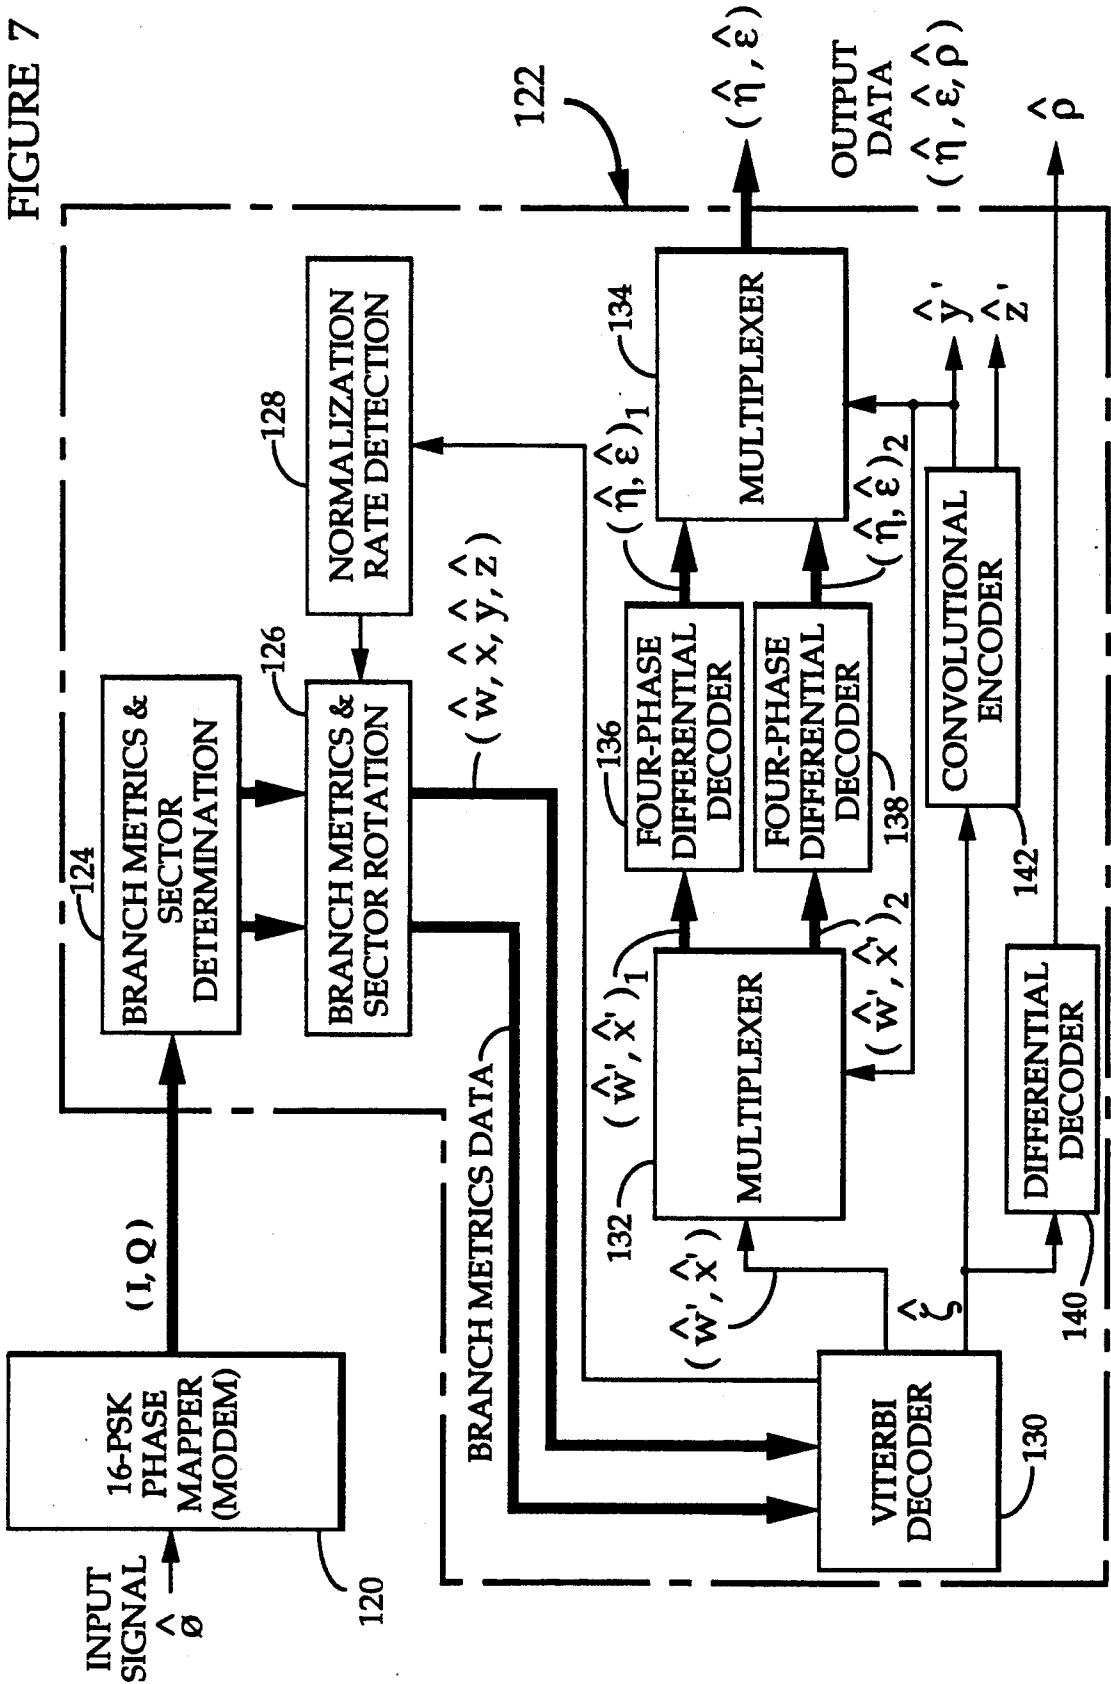 FIGURE 7
INPUT
SIGNAL
ø̂
16-PSK
PHASE
MAPPER
(MODEM)
120
(I, Q)
124
BRANCH METRICS &
SECTOR
DETERMINATION
126
BRANCH METRICS &
SECTOR ROTATION
128
NORMALIZATION
RATE DETECTION
122
BRANCH METRICS DATA
(ŵ, x̂, ŷ, ẑ)
VITERBI
DECODER
130
(ŵ', x̂')
ζ̂
132
MULTIPLEXER
(ŵ', x̂')1
(ŵ', x̂')2
136
FOUR-PHASE
DIFFERENTIAL
DECODER
FOUR-PHASE
DIFFERENTIAL
DECODER
138
(η̂, ε̂)1
(η̂, ε̂)2
134
MULTIPLEXER
(η̂, ε̂)
OUTPUT
DATA
(η̂, ε̂, ρ̂)
CONVOLUTIONAL
ENCODER
142
ŷ'
ẑ'
DIFFERENTIAL
DECODER
140
ρ̂